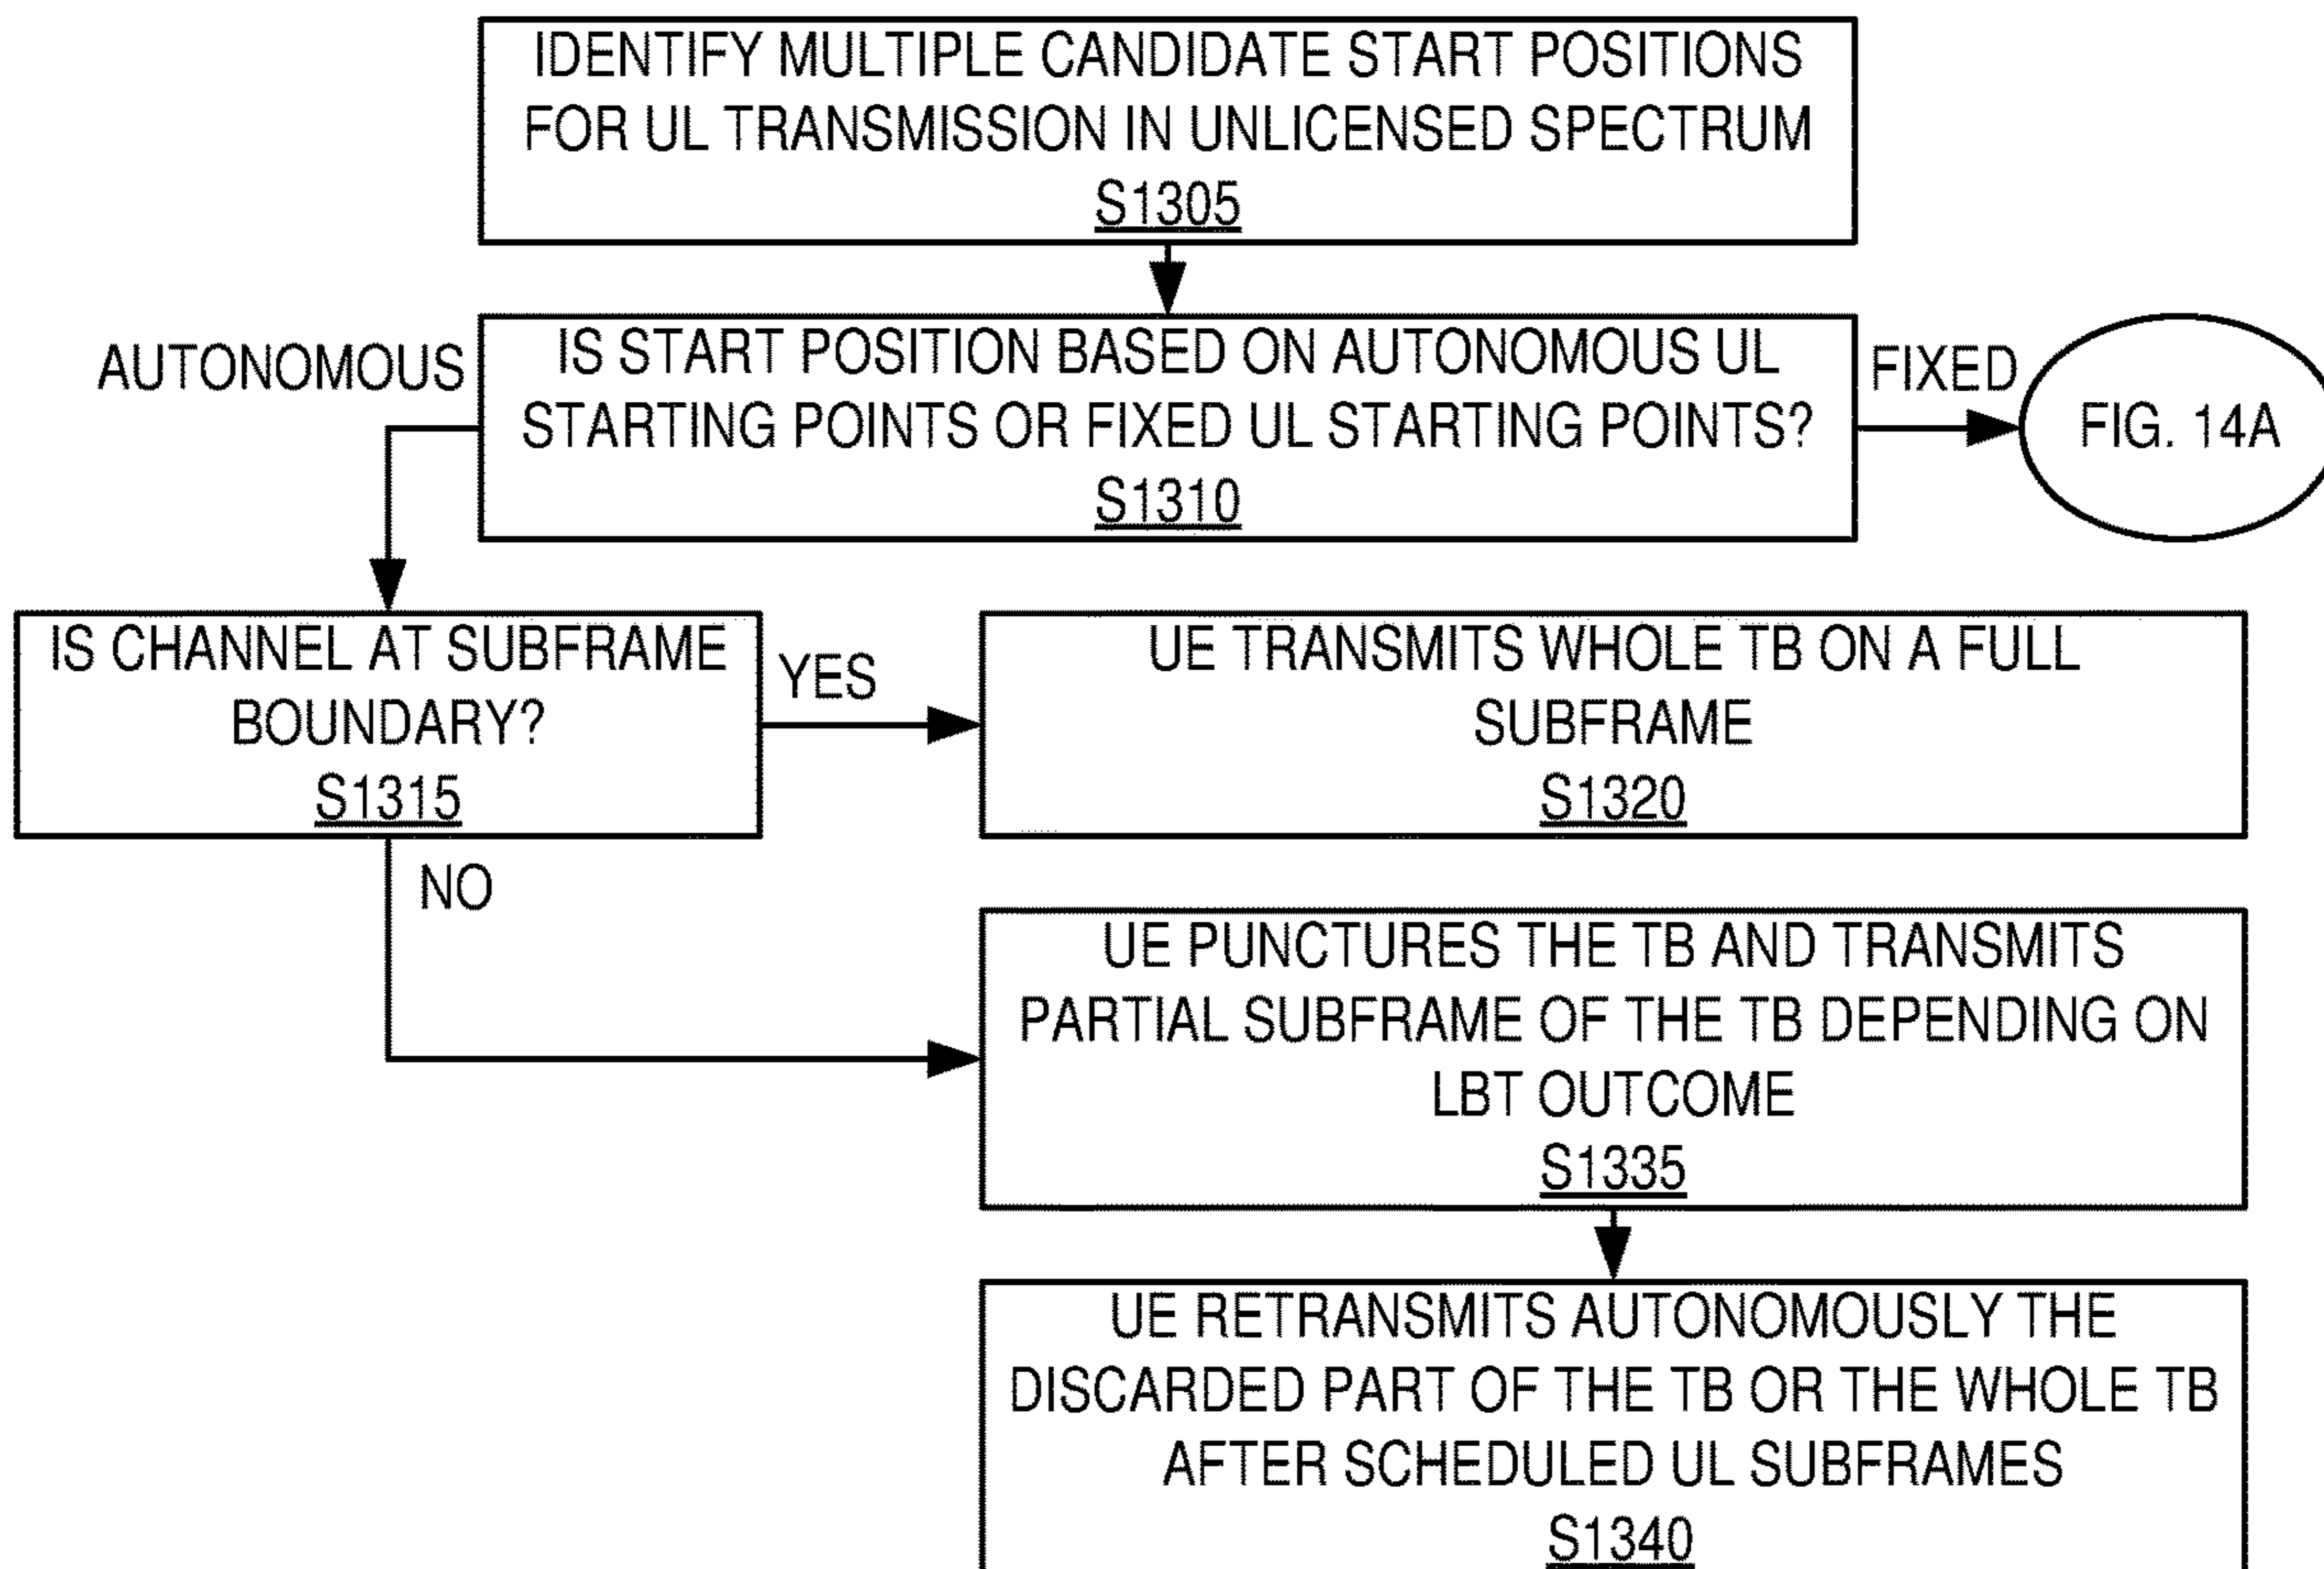 IDENTIFY MULTIPLE CANDIDATE START POSITIONS
FOR UL TRANSMISSION IN UNLICENSED SPECTRUM
S1305
AUTONOMOUS
IS START POSITION BASED ON AUTONOMOUS UL
STARTING POINTS OR FIXED UL STARTING POINTS?
S1310
FIXED
FIG. 14A
IS CHANNEL AT SUBFRAME
BOUNDARY?
S1315
YES
UE TRANSMITS WHOLE TB ON A FULL
SUBFRAME
S1320
NO
UE PUNCTURES THE TB AND TRANSMITS
PARTIAL SUBFRAME OF THE TB DEPENDING ON
LBT OUTCOME
S1335
UE RETRANSMITS AUTONOMOUSLY THE
DISCARDED PART OF THE TB OR THE WHOLE TB
AFTER SCHEDULED UL SUBFRAMES
S1340